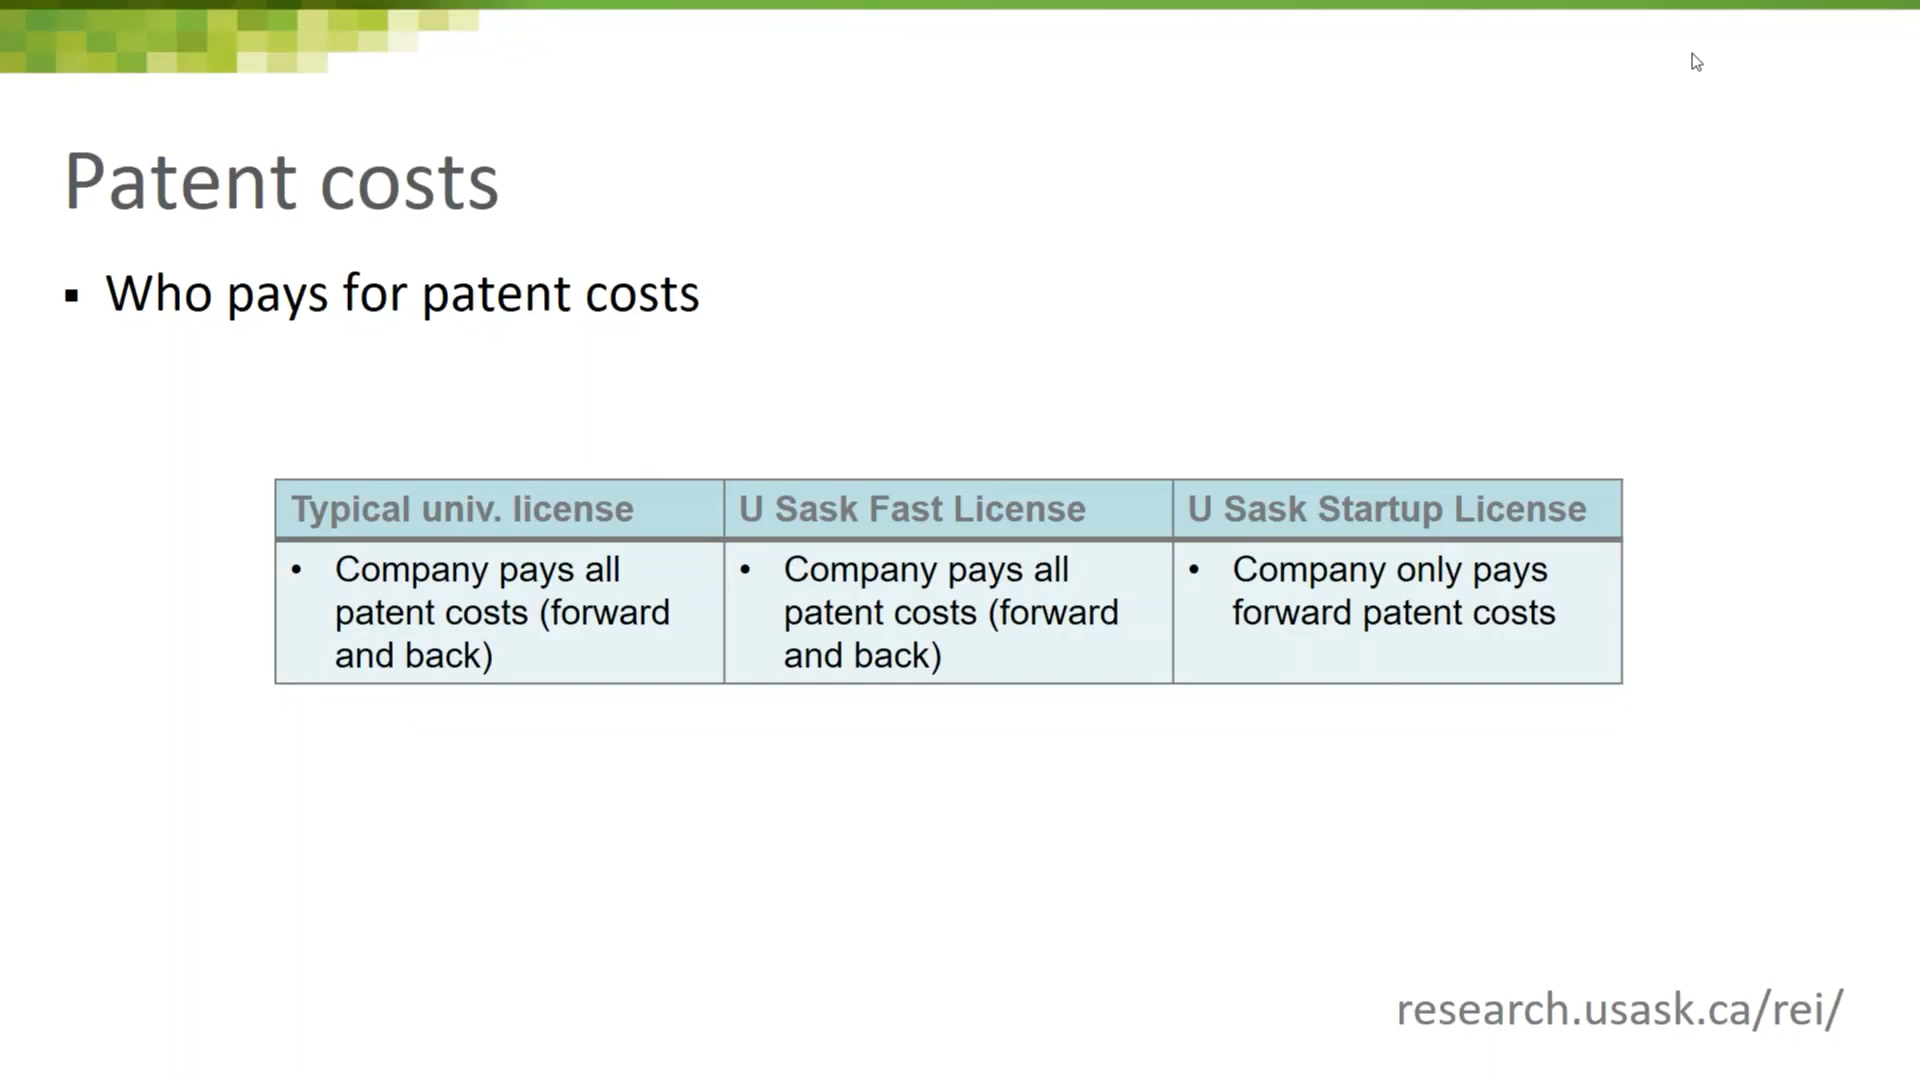 Patent costs
▪ Who pays for patent costs
Typical univ. license
U Sask Fast License
U Sask Startup License
• Company pays all
patent costs (forward
and back)
• Company pays all
patent costs (forward
and back)
• Company only pays
forward patent costs
research.usask.ca/rei/